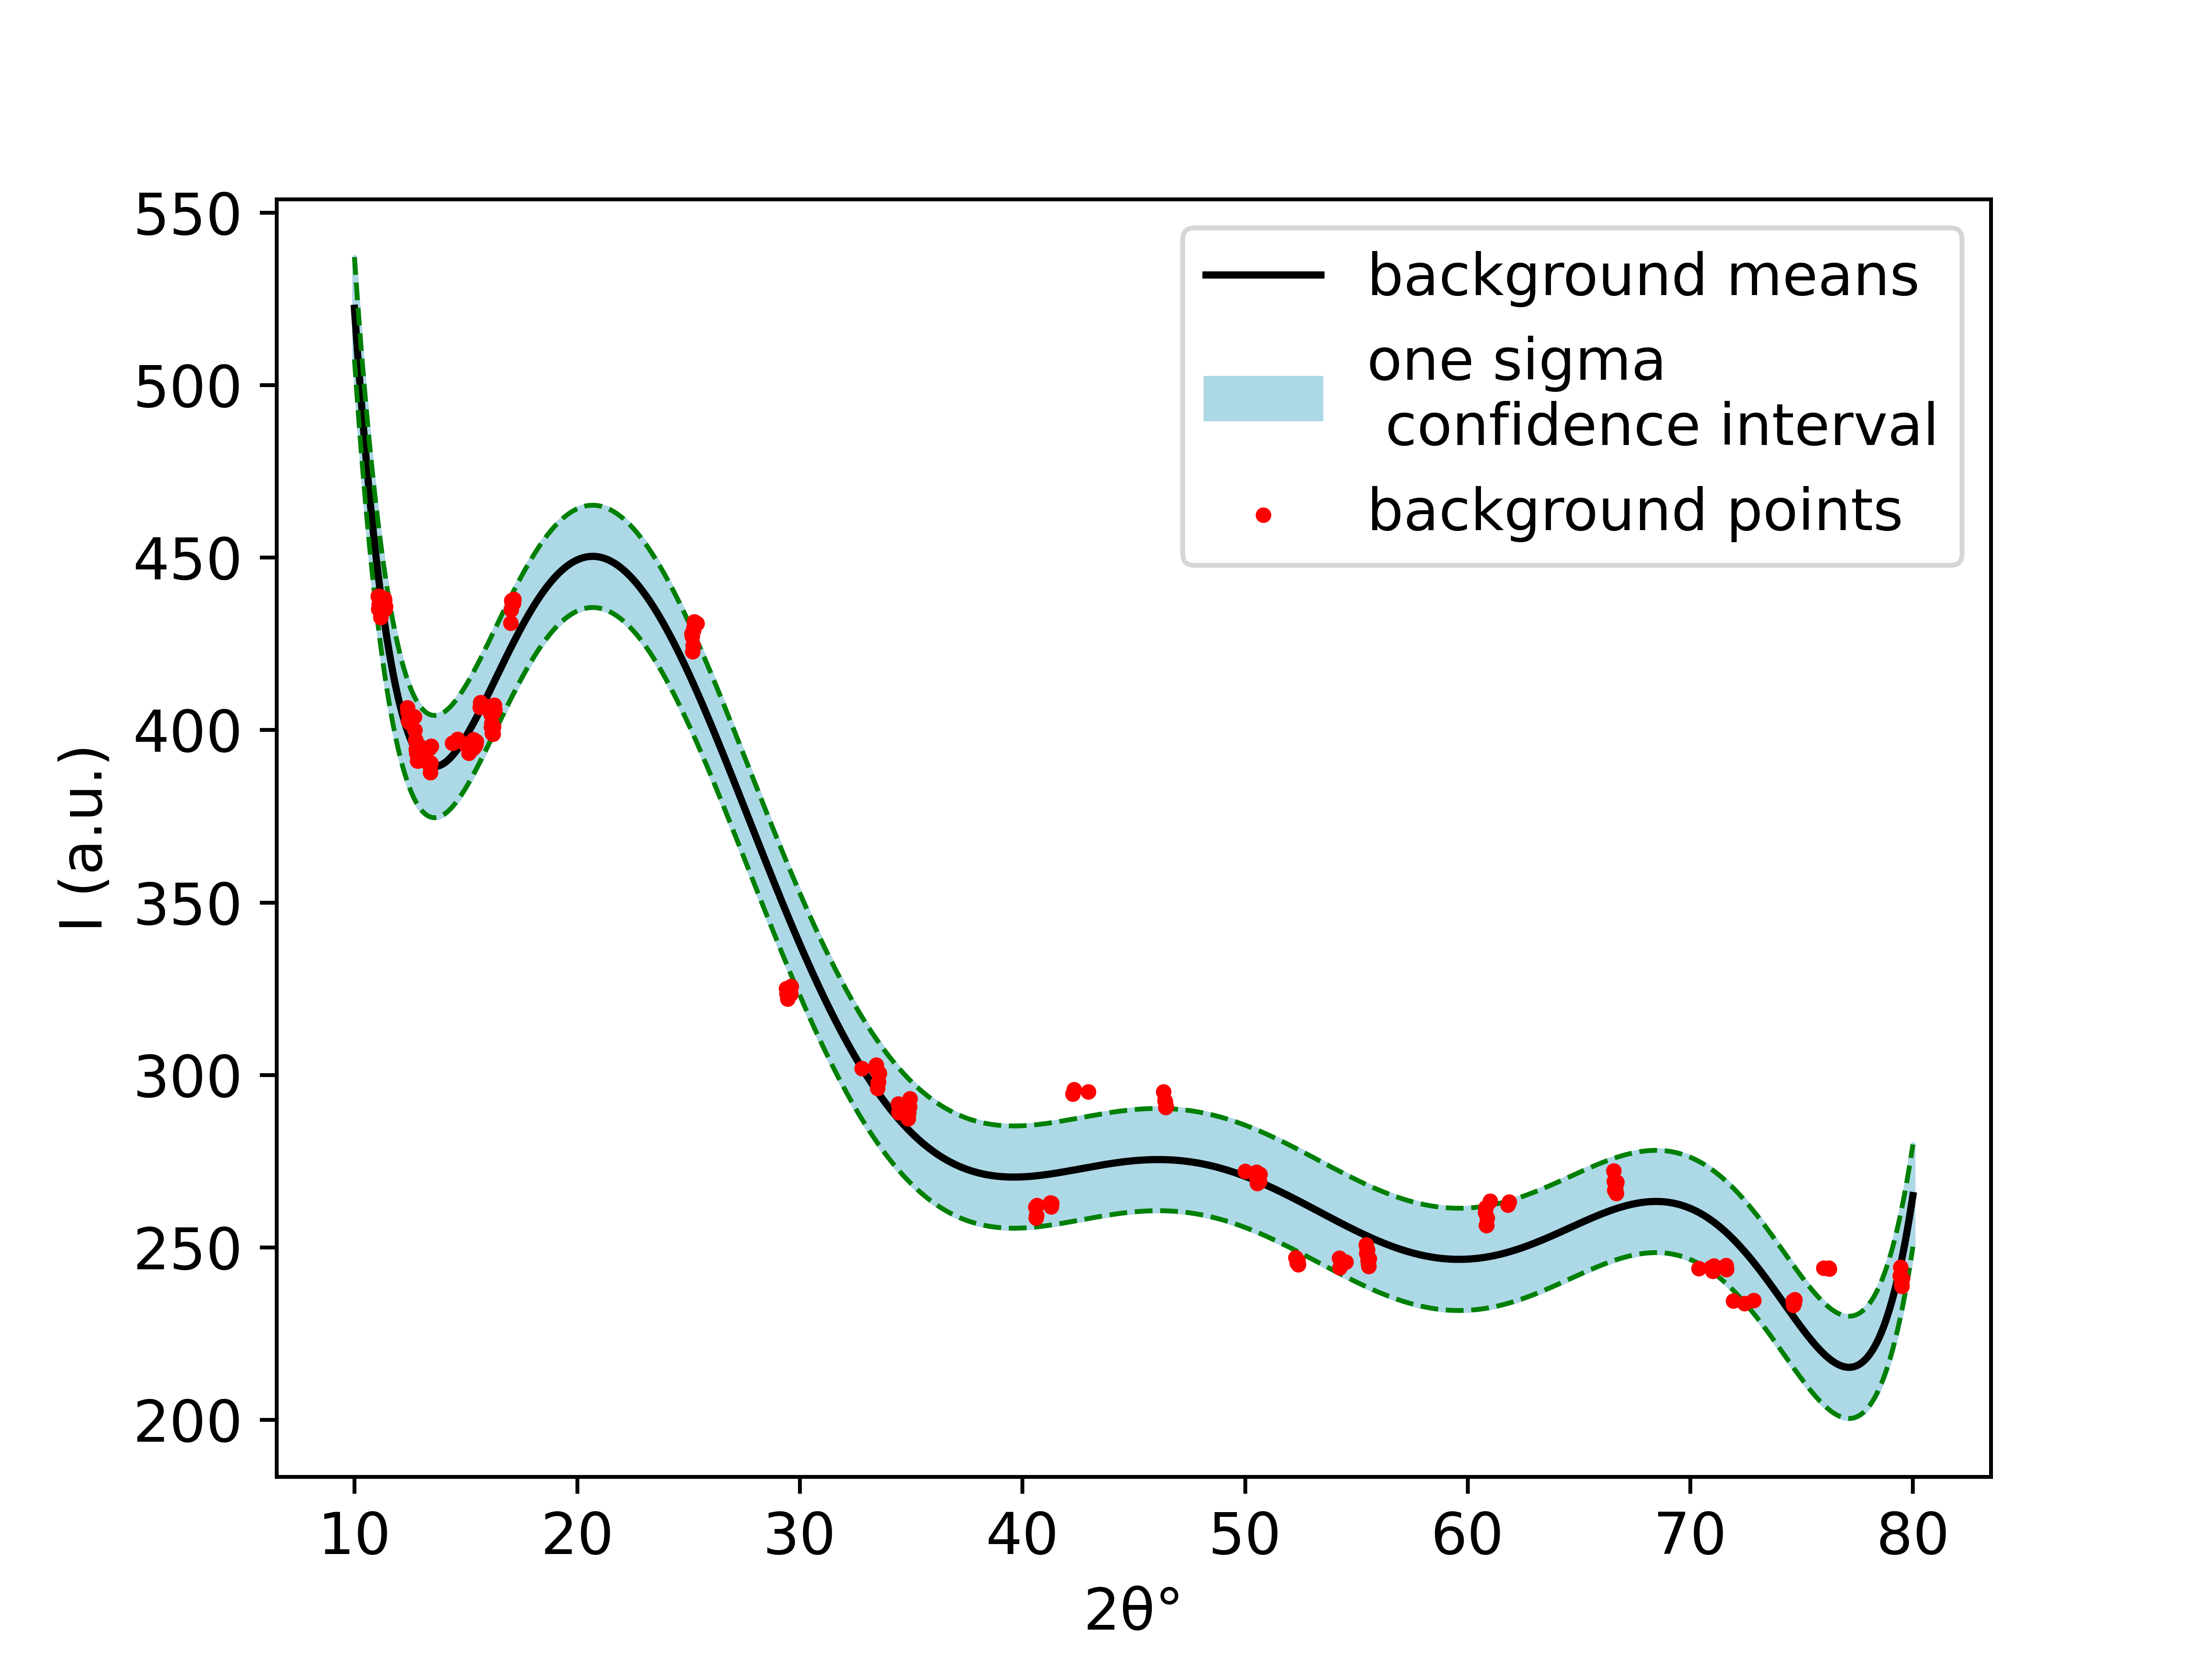 550
500
450
400
350
300
250
200
I (a.u.)
background means
one sigma
confidence interval
background points
10 20 30 40 50 60 70 80
2θ°